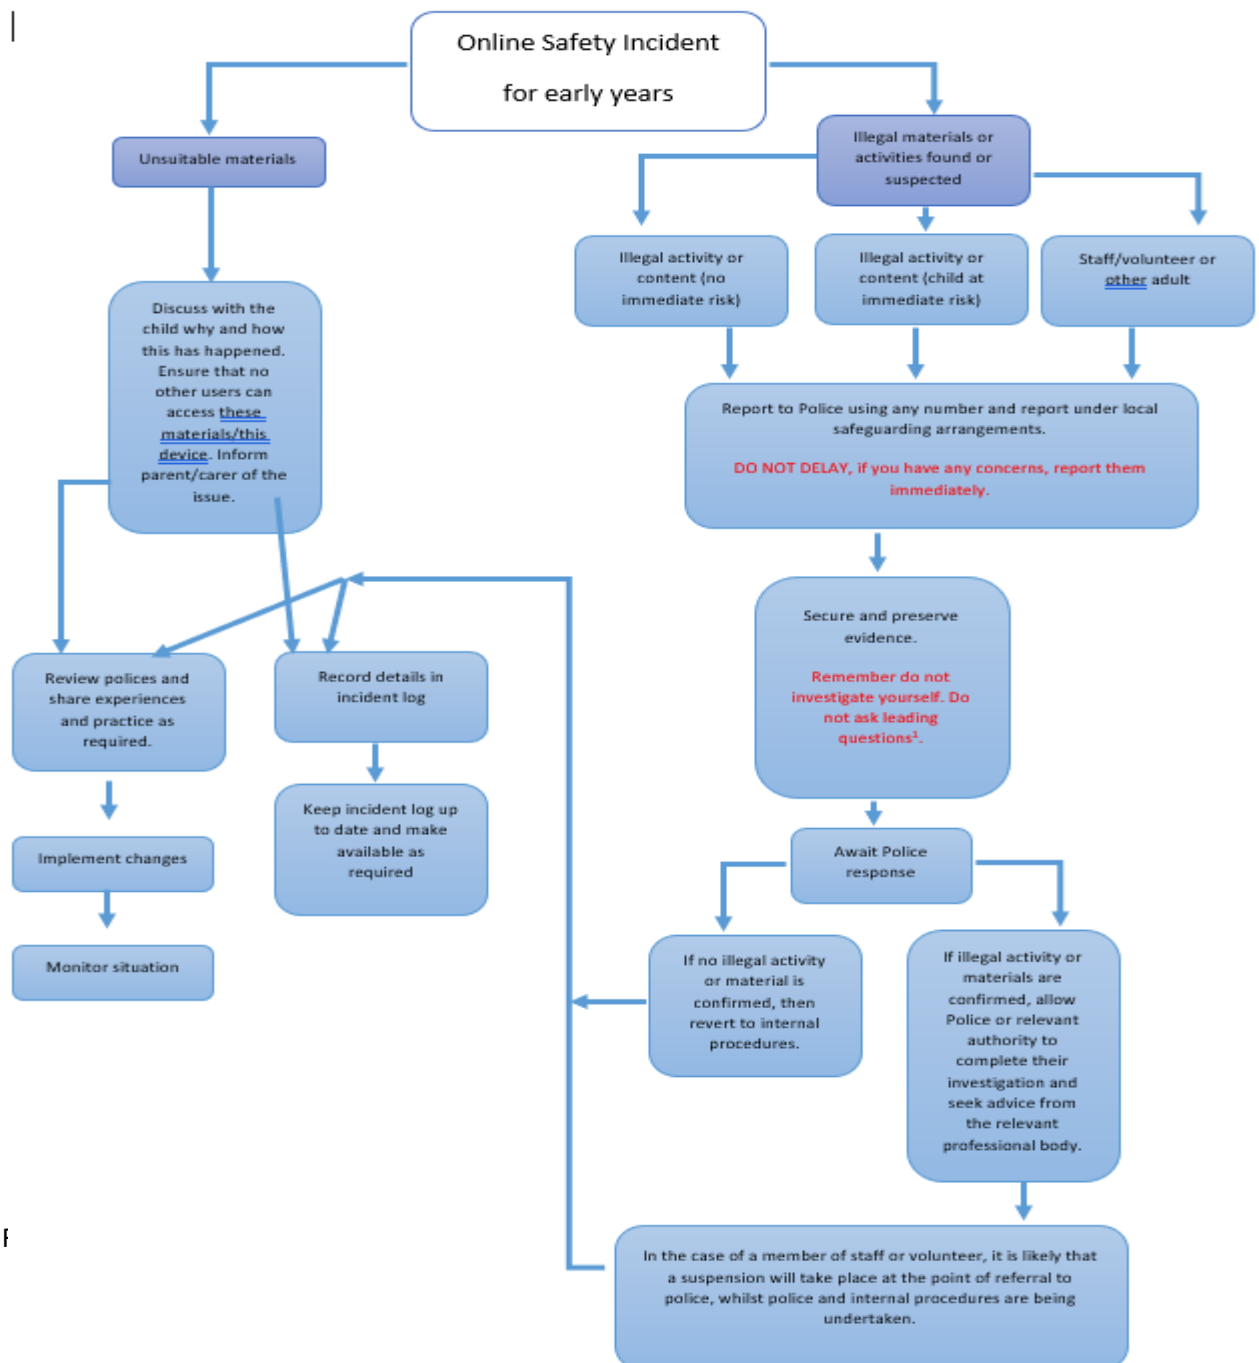 Online Safety Incident
for early years
Unsuitable materials
Illegal materials or
activities found or
suspected
Illegal activity or
content (no
immediate risk)
Illegal activity or
content (child at
immediate risk)
Staff/volunteer or
other adult
Discuss with the
child why and how
this has happened.
Ensure that no
other users can
access these
materials/this
device. Inform
parent/carer of the
issue.
Report to Police using any number and report under local
safeguarding arrangements.
DO NOT DELAY, if you have any concerns, report them
immediately.
Secure and preserve
evidence.
Remember do not
investigate yourself. Do
not ask leading
questions¹.
Review polices and
share experiences
and practice as
required.
Record details in
incident log
Keep incident log up
to date and make
available as
required
Implement changes
Monitor situation
Await Police
response
If no illegal activity
or material is
confirmed, then
revert to internal
procedures.
If illegal activity or
materials are
confirmed, allow
Police or relevant
authority to
complete their
investigation and
seek advice from
the relevant
professional body.
In the case of a member of staff or volunteer, it is likely that
a suspension will take place at the point of referral to
police, whilst police and internal procedures are being
undertaken.